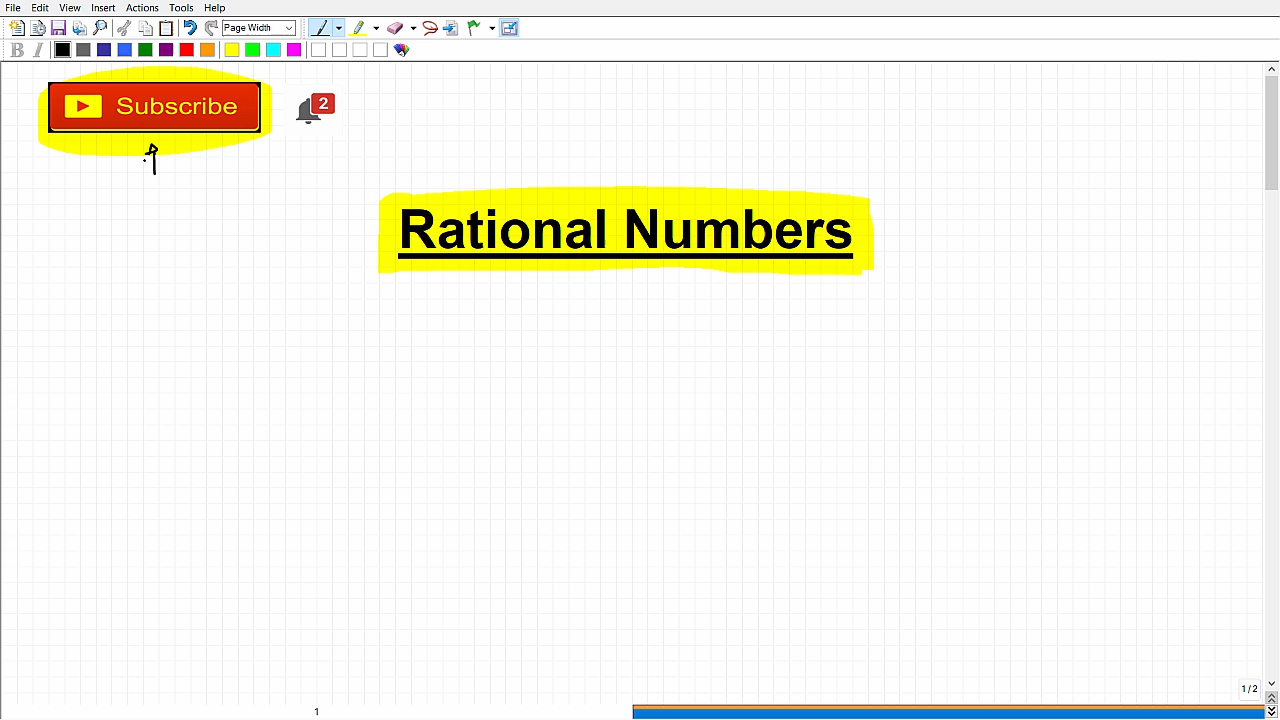 File Edit View Insert Actions Tools Help
Page Width
B I
Subscribe 2
Rational Numbers
1/2
1